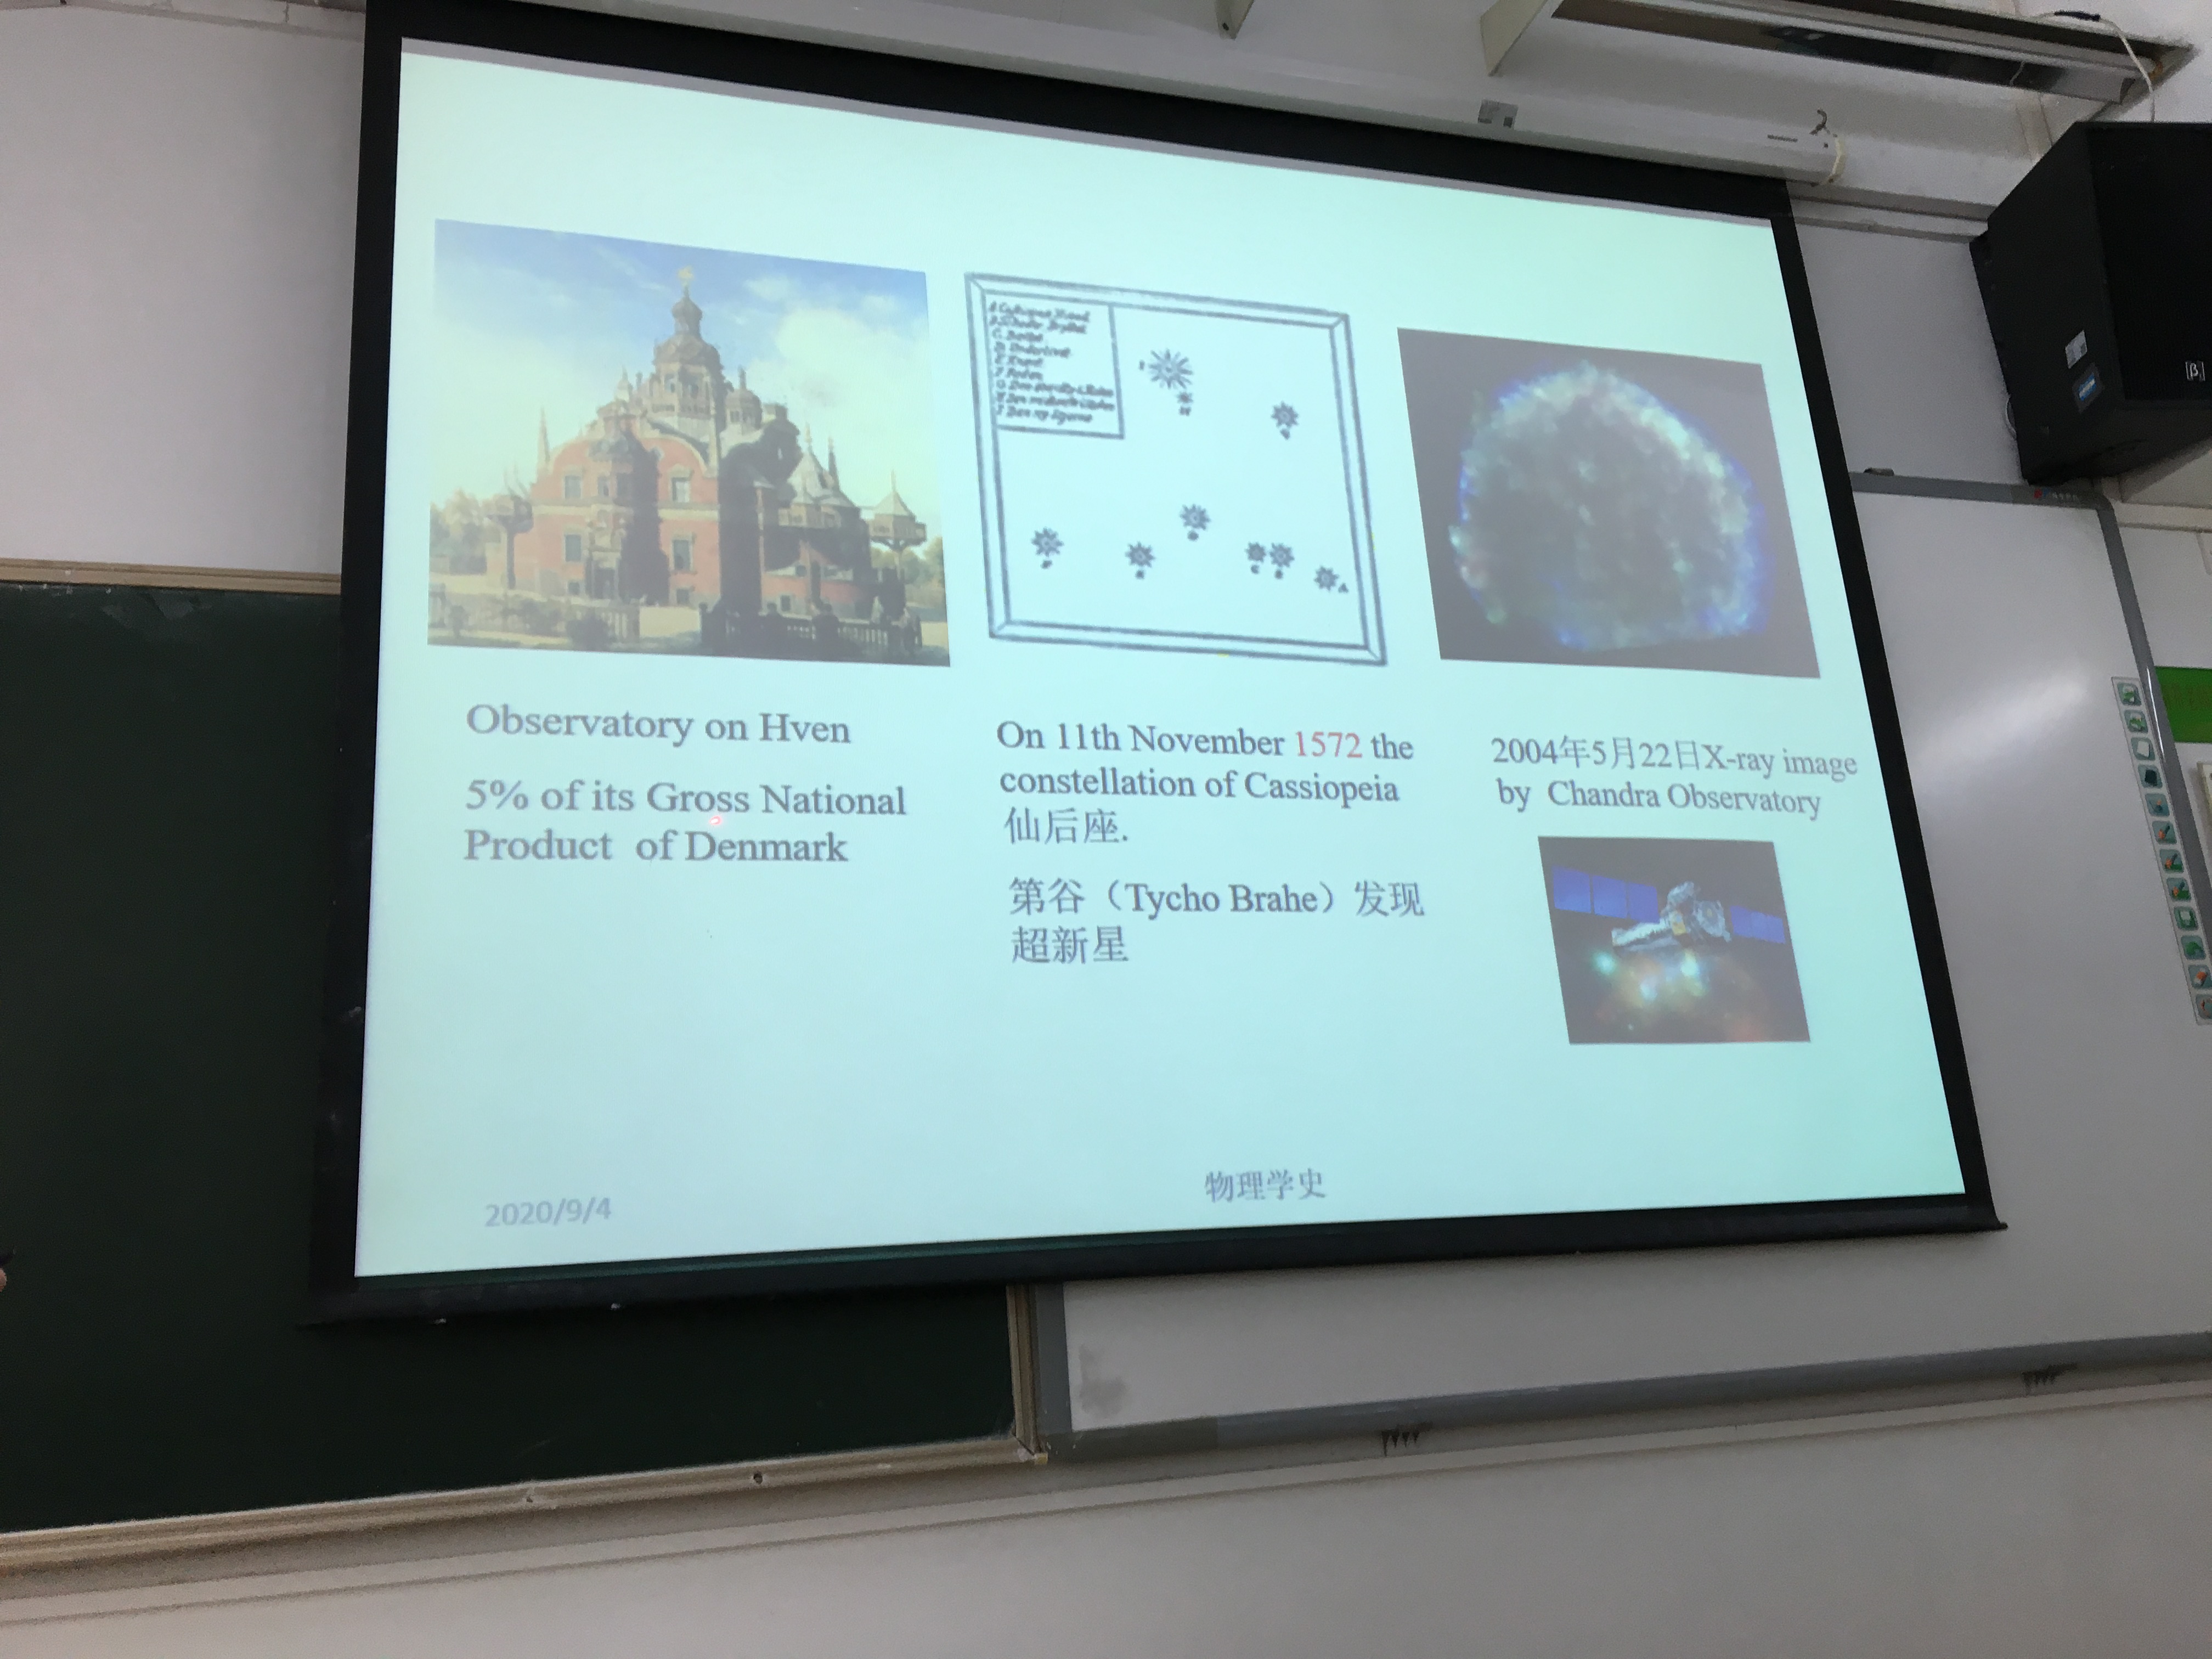 Observatory on Hven
5% of its Gross National
Product of Denmark
On 11th November 1572 the
constellation of Cassiopeia
仙后座.
第谷（Tycho Brahe）发现
超新星
2004年5月22日X-ray image
by Chandra Observatory
2020/9/4
物理学史